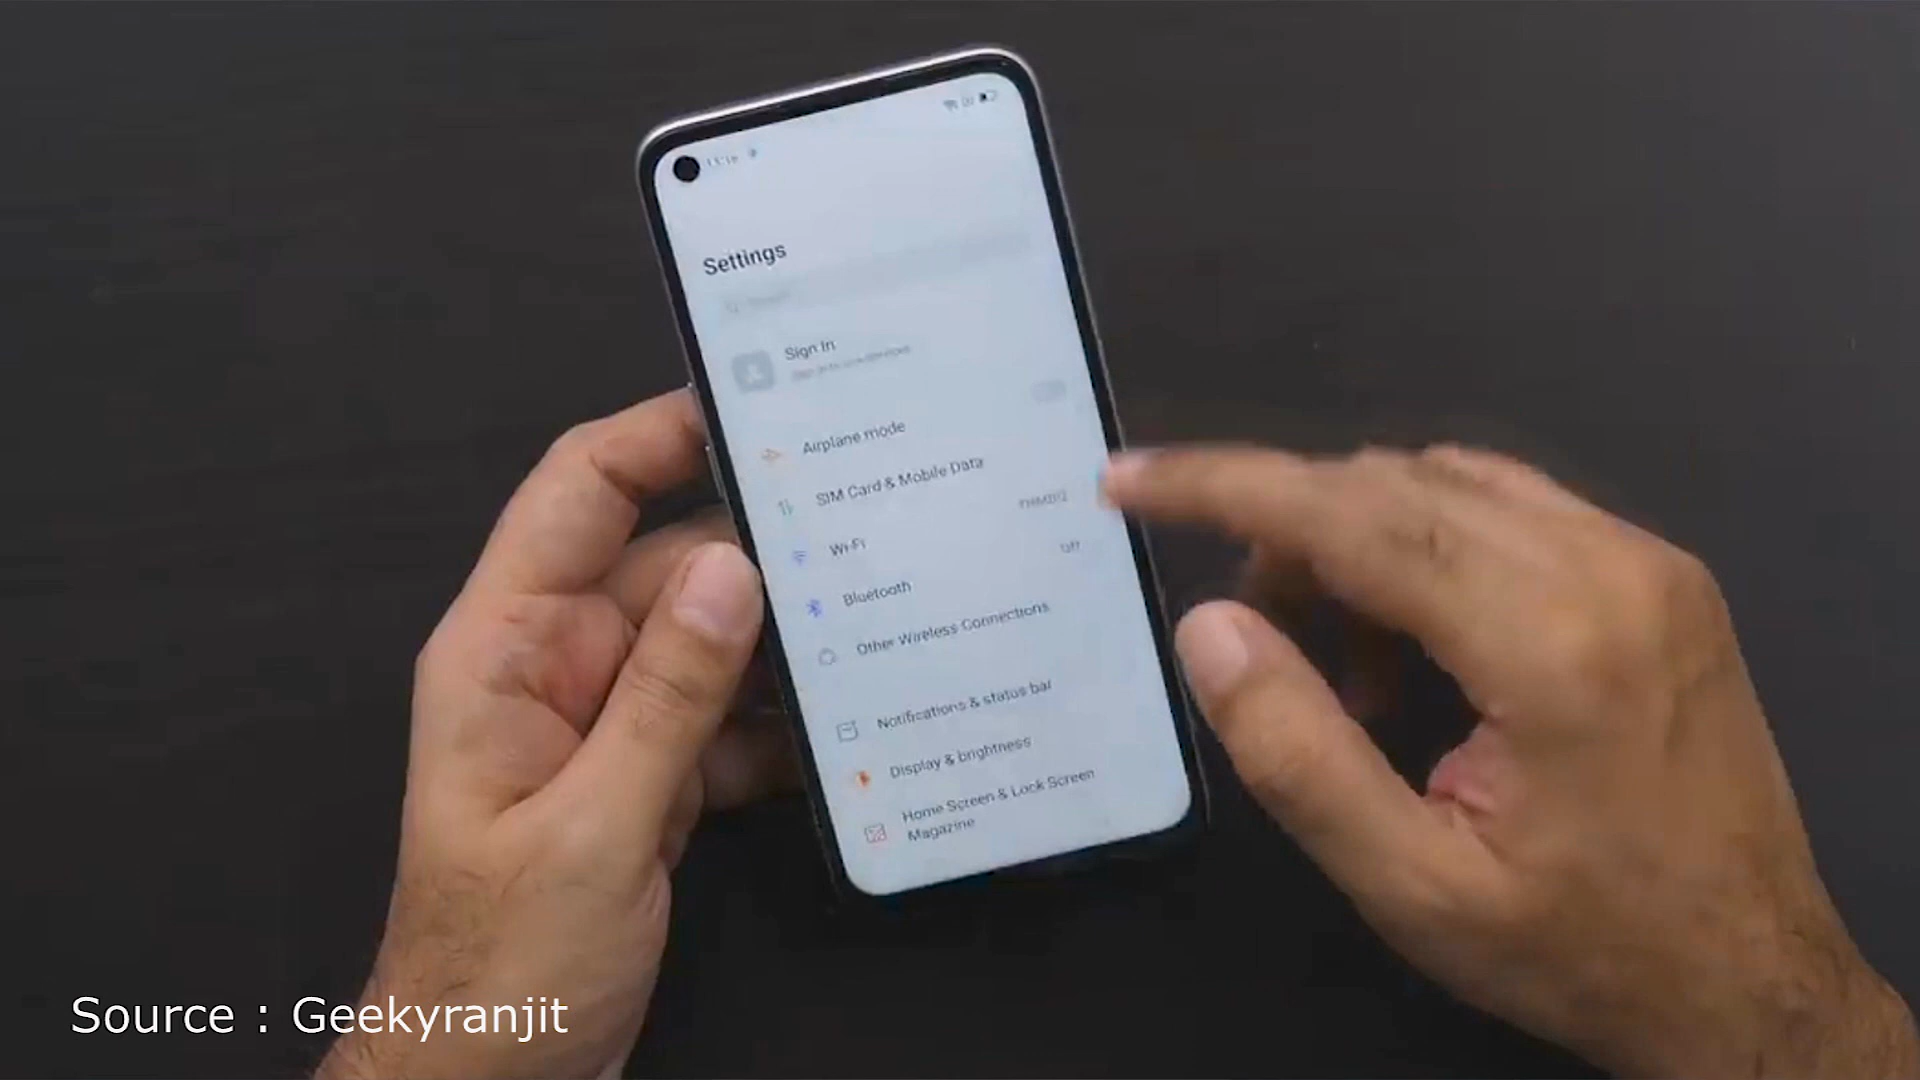 Settings
Sign In
Airplane mode
SIM Card & Mobile Data
Wi-Fi
Bluetooth
Off
Other Wireless Connections
Notifications & status bar
Display & brightness
Home Screen & Lock Screen
Magazine
Source : Geekyranjit